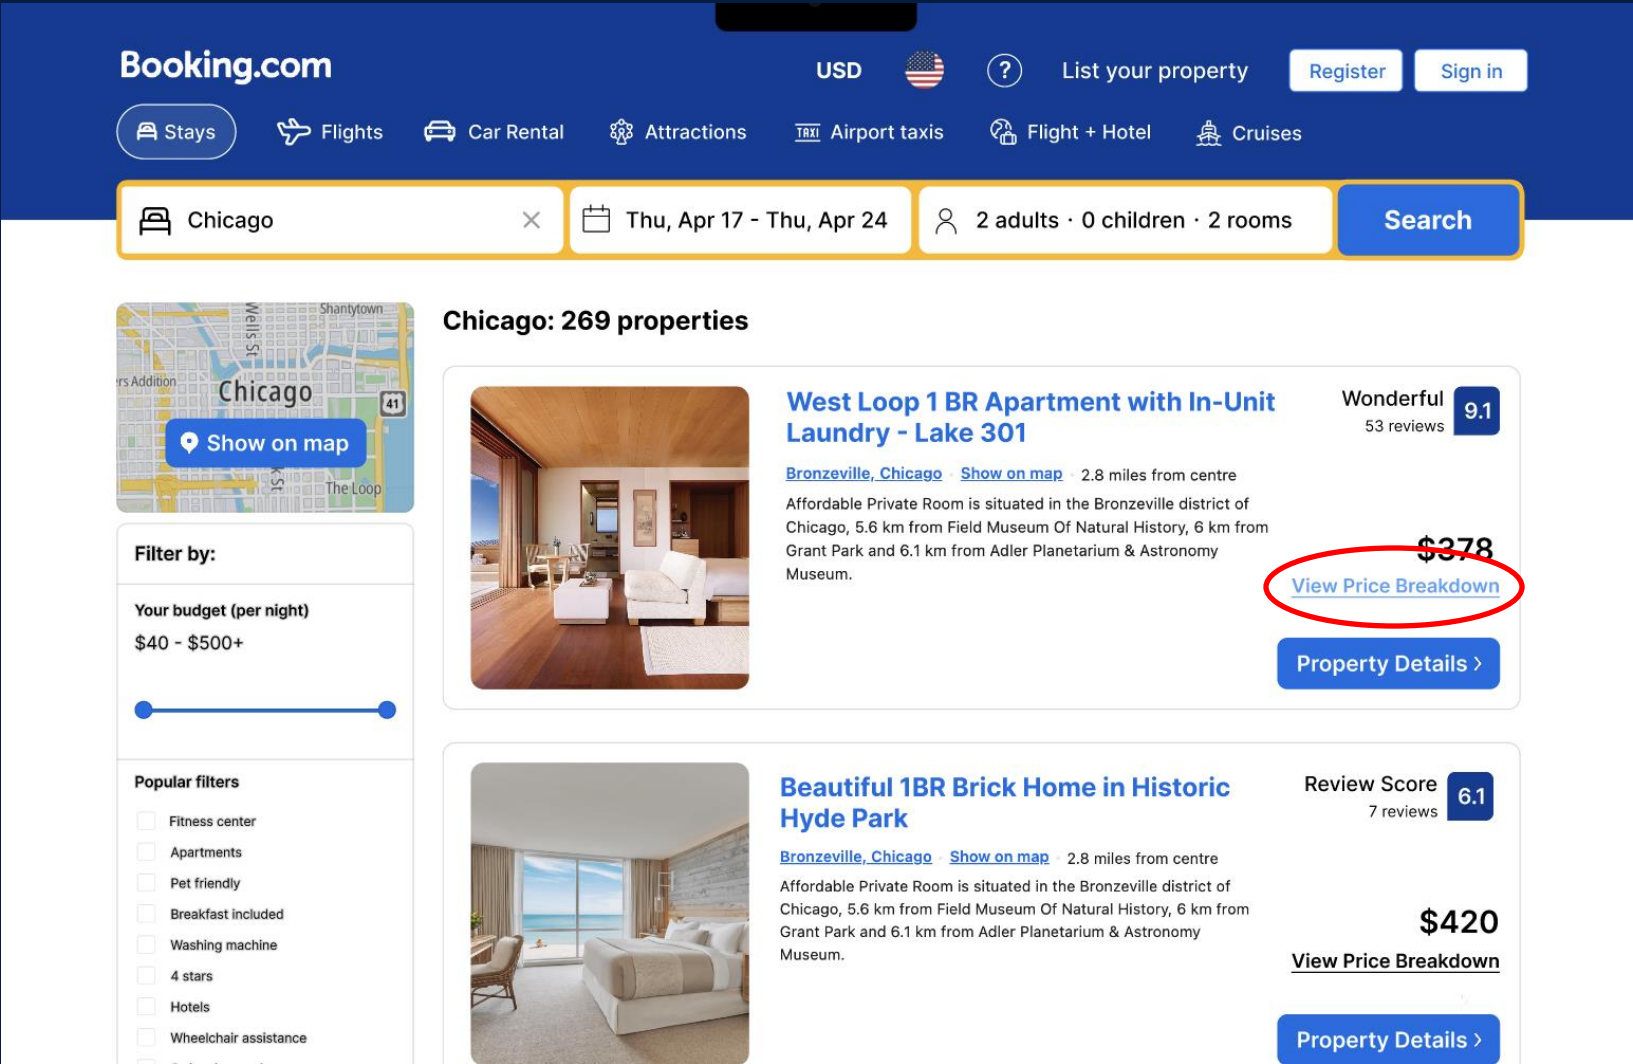 Booking.com
USD
?
List your property
Register
Sign in
Stays
Flights
Car Rental
Attractions
TAXI Airport taxis
Flight + Hotel
Cruises
Chicago
Thu, Apr 17 - Thu, Apr 24
2 adults · 0 children · 2 rooms
Search
Wells St
Shantytown
ers Addition
Chicago
41
Show on map
k St
The Loop
Filter by:
Your budget (per night)
$40 - $500+
Popular filters
Fitness center
Apartments
Pet friendly
Breakfast included
Washing machine
4 stars
Hotels
Wheelchair assistance
Chicago: 269 properties
West Loop 1 BR Apartment with In-Unit
Laundry - Lake 301
Bronzeville, Chicago · Show on map · 2.8 miles from centre
Affordable Private Room is situated in the Bronzeville district of
Chicago, 5.6 km from Field Museum Of Natural History, 6 km from
Grant Park and 6.1 km from Adler Planetarium & Astronomy
Museum.
Wonderful
53 reviews
9.1
$378
View Price Breakdown
Property Details ›
Beautiful 1BR Brick Home in Historic
Hyde Park
Bronzeville, Chicago · Show on map · 2.8 miles from centre
Affordable Private Room is situated in the Bronzeville district of
Chicago, 5.6 km from Field Museum Of Natural History, 6 km from
Grant Park and 6.1 km from Adler Planetarium & Astronomy
Museum.
Review Score
7 reviews
6.1
$420
View Price Breakdown
Property Details ›